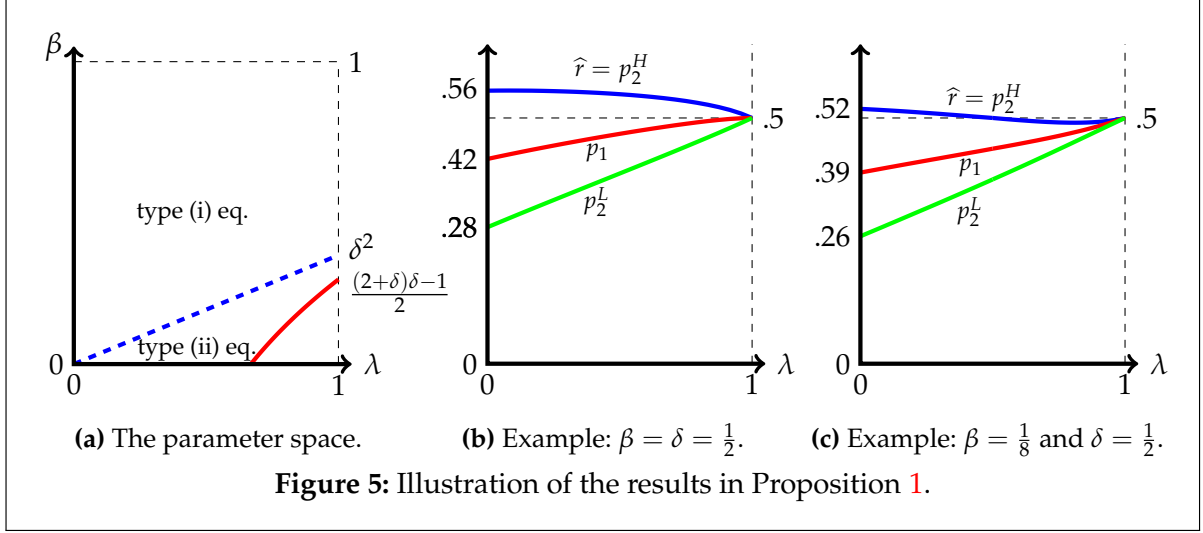 β
1
type (i) eq.
δ²
(2+δ)δ−1
2
type (ii) eq.
0
λ
0
1
(a) The parameter space.
.56
r̂ = p₂ᴴ
.5
.42
p₁
p₂ᴸ
.28
0
λ
0
1
(b) Example: β = δ = 1/2.
.52
r̂ = p₂ᴴ
.5
.39
p₁
p₂ᴸ
.26
0
λ
0
1
(c) Example: β = 1/8 and δ = 1/2.
Figure 5: Illustration of the results in Proposition 1.